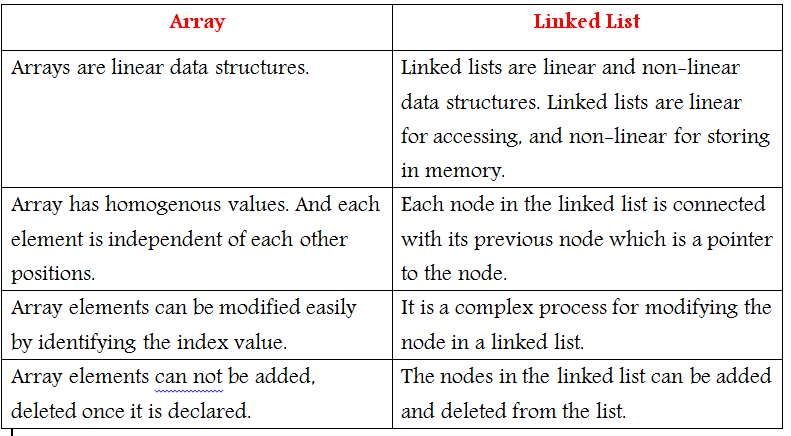 Array
Linked List
Arrays are linear data structures.
Linked lists are linear and non-linear
data structures. Linked lists are linear
for accessing, and non-linear for storing
in memory.
Array has homogenous values. And each
element is independent of each other
positions.
Each node in the linked list is connected
with its previous node which is a pointer
to the node.
Array elements can be modified easily
by identifying the index value.
It is a complex process for modifying the
node in a linked list.
Array elements can not be added,
deleted once it is declared.
The nodes in the linked list can be added
and deleted from the list.